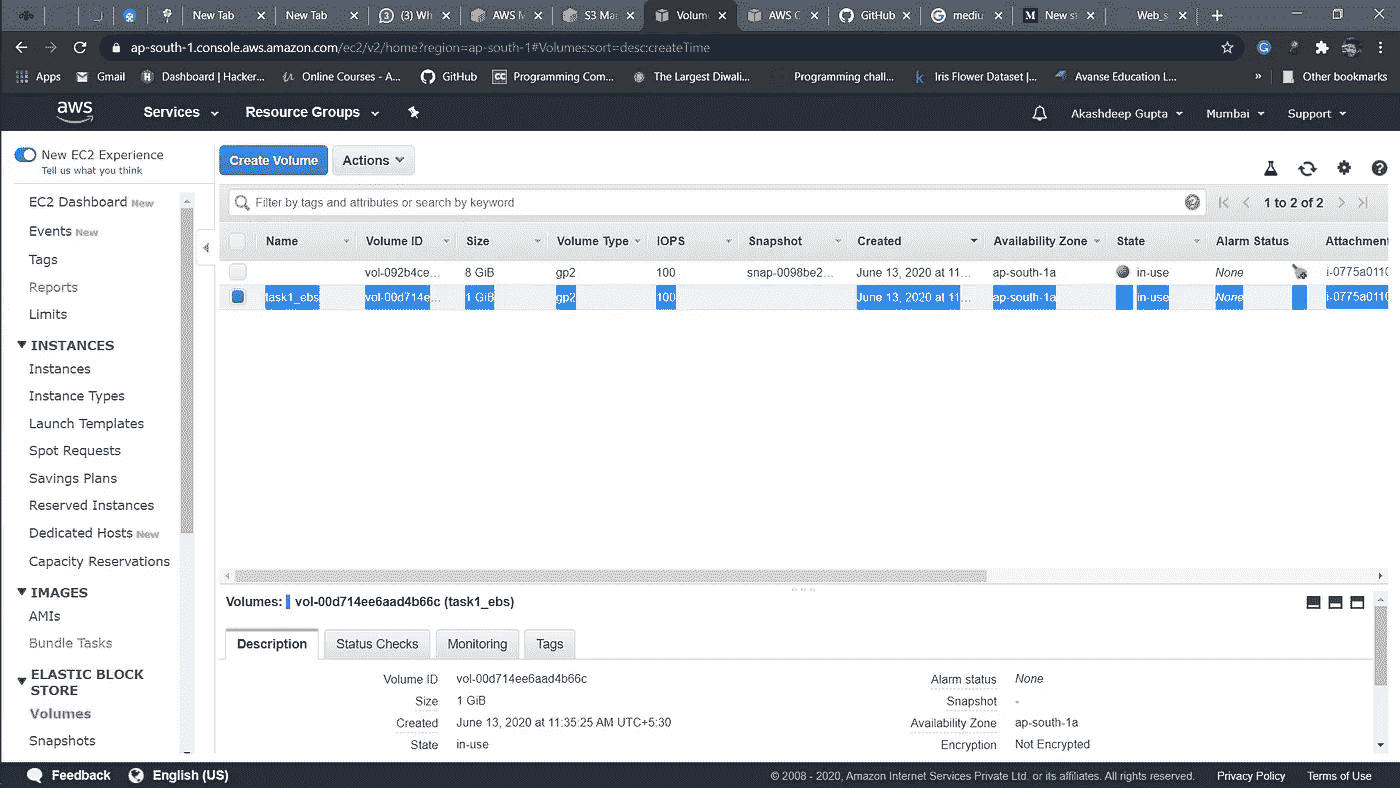 New Tab New Tab (3) Wh AWS M S3 Ma Volum AWS C GitHub mediu New s Web_s
ap-south-1.console.aws.amazon.com/ec2/v2/home?region=ap-south-1#Volumes:sort=desc:createTime
Apps Gmail Dashboard | Hacker... Online Courses - A... GitHub Programming Com... The Largest Diwali... Programming chall... Iris Flower Dataset |... Avanse Education L... » Other bookmarks
aws Services Resource Groups Akashdeep Gupta Mumbai Support
New EC2 Experience
Tell us what you think
EC2 Dashboard New
Events New
Tags
Reports
Limits
INSTANCES
Instances
Instance Types
Launch Templates
Spot Requests
Savings Plans
Reserved Instances
Dedicated Hosts New
Capacity Reservations
IMAGES
AMIs
Bundle Tasks
ELASTIC BLOCK
STORE
Volumes
Snapshots
Create Volume Actions
Filter by tags and attributes or search by keyword 1 to 2 of 2
Name Volume ID Size Volume Type IOPS Snapshot Created Availability Zone State Alarm Status Attachment
vol-092b4ce... 8 GiB gp2 100 snap-0098be2... June 13, 2020 at 11... ap-south-1a in-use None i-0775a0110
task1_ebs vol-00d714e... 1 GiB gp2 100 June 13, 2020 at 11... ap-south-1a in-use None i-0775a0110
Volumes: vol-00d714ee6aad4b66c (task1_ebs)
Description Status Checks Monitoring Tags
Volume ID vol-00d714ee6aad4b66c Alarm status None
Size 1 GiB Snapshot -
Created June 13, 2020 at 11:35:25 AM UTC+5:30 Availability Zone ap-south-1a
State in-use Encryption Not Encrypted
Feedback English (US) © 2008 - 2020, Amazon Internet Services Private Ltd. or its affiliates. All rights reserved. Privacy Policy Terms of Use